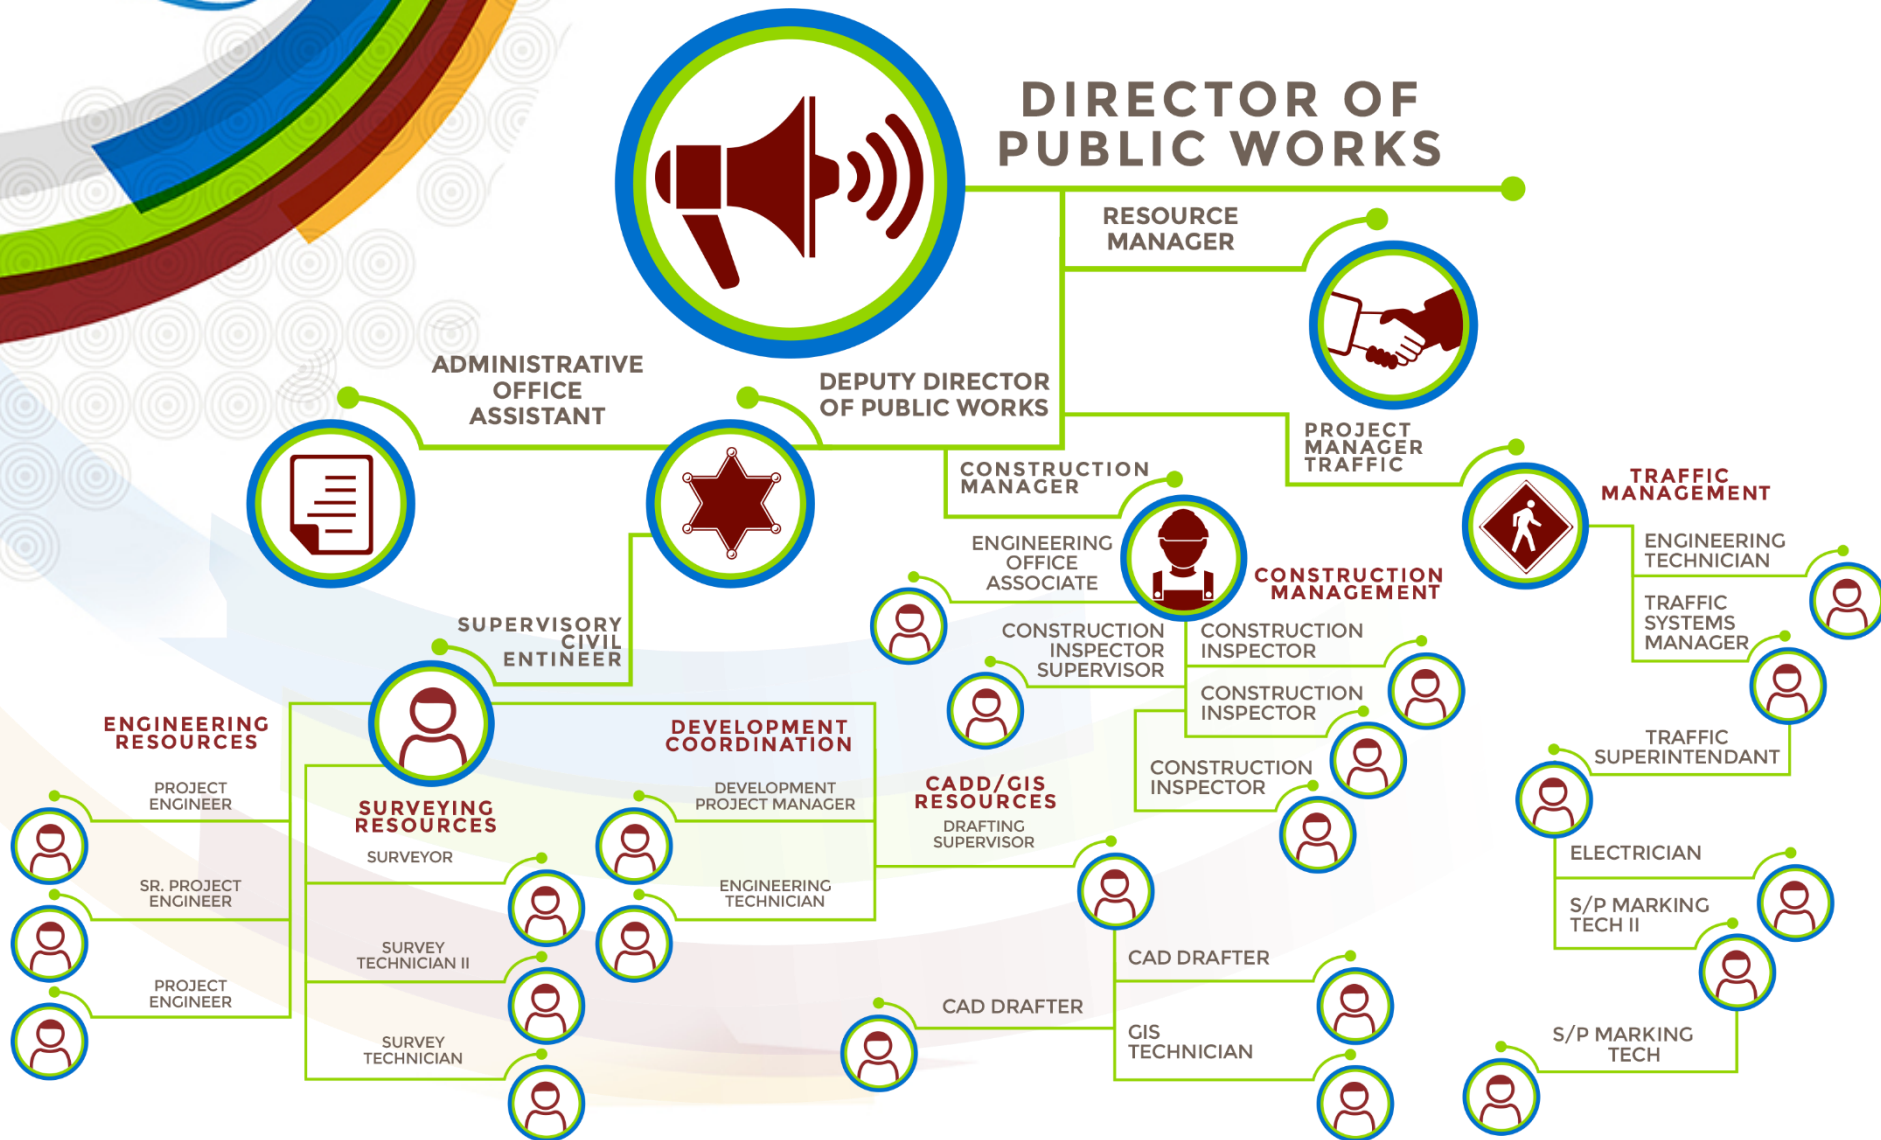 DIRECTOR OF
PUBLIC WORKS
RESOURCE
MANAGER
ADMINISTRATIVE
OFFICE
ASSISTANT
DEPUTY DIRECTOR
OF PUBLIC WORKS
PROJECT
MANAGER
TRAFFIC
CONSTRUCTION
MANAGER
TRAFFIC
MANAGEMENT
ENGINEERING
OFFICE
ASSOCIATE
ENGINEERING
TECHNICIAN
CONSTRUCTION
MANAGEMENT
TRAFFIC
SYSTEMS
MANAGER
SUPERVISORY
CIVIL
ENTINEER
CONSTRUCTION
INSPECTOR
SUPERVISOR
CONSTRUCTION
INSPECTOR
CONSTRUCTION
INSPECTOR
CONSTRUCTION
INSPECTOR
TRAFFIC
SUPERINTENDANT
ENGINEERING
RESOURCES
PROJECT
ENGINEER
SR. PROJECT
ENGINEER
PROJECT
ENGINEER
SURVEYING
RESOURCES
SURVEYOR
SURVEY
TECHNICIAN II
SURVEY
TECHNICIAN
DEVELOPMENT
COORDINATION
DEVELOPMENT
PROJECT MANAGER
ENGINEERING
TECHNICIAN
CADD/GIS
RESOURCES
DRAFTING
SUPERVISOR
CAD DRAFTER
CAD DRAFTER
GIS
TECHNICIAN
ELECTRICIAN
S/P MARKING
TECH II
S/P MARKING
TECH